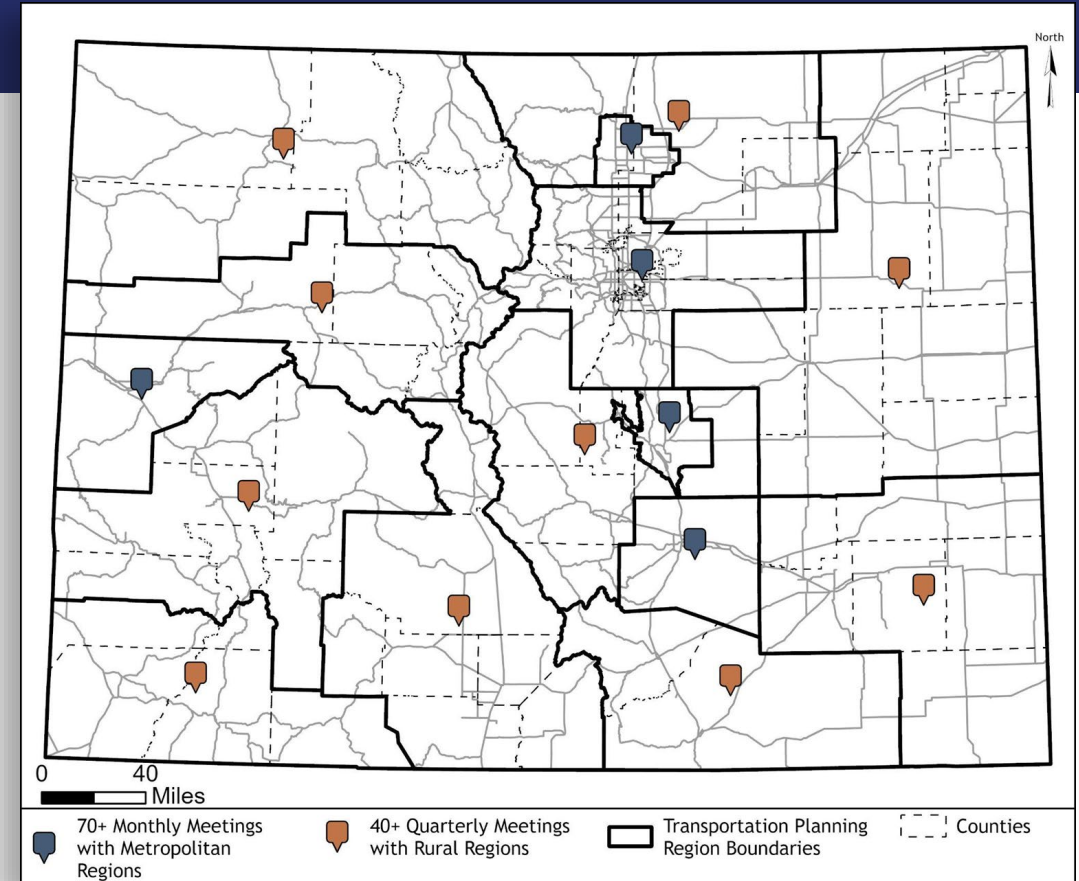 North
0 40
Miles
70+ Monthly Meetings
with Metropolitan
Regions
40+ Quarterly Meetings
with Rural Regions
Transportation Planning
Region Boundaries
Counties